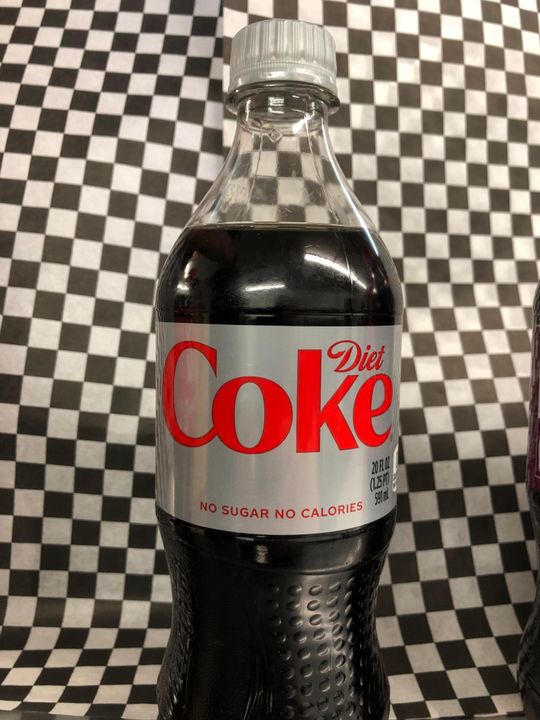 Diet
Coke
20 FL OZ
(1.25 PT)
591 mL
NO SUGAR NO CALORIES